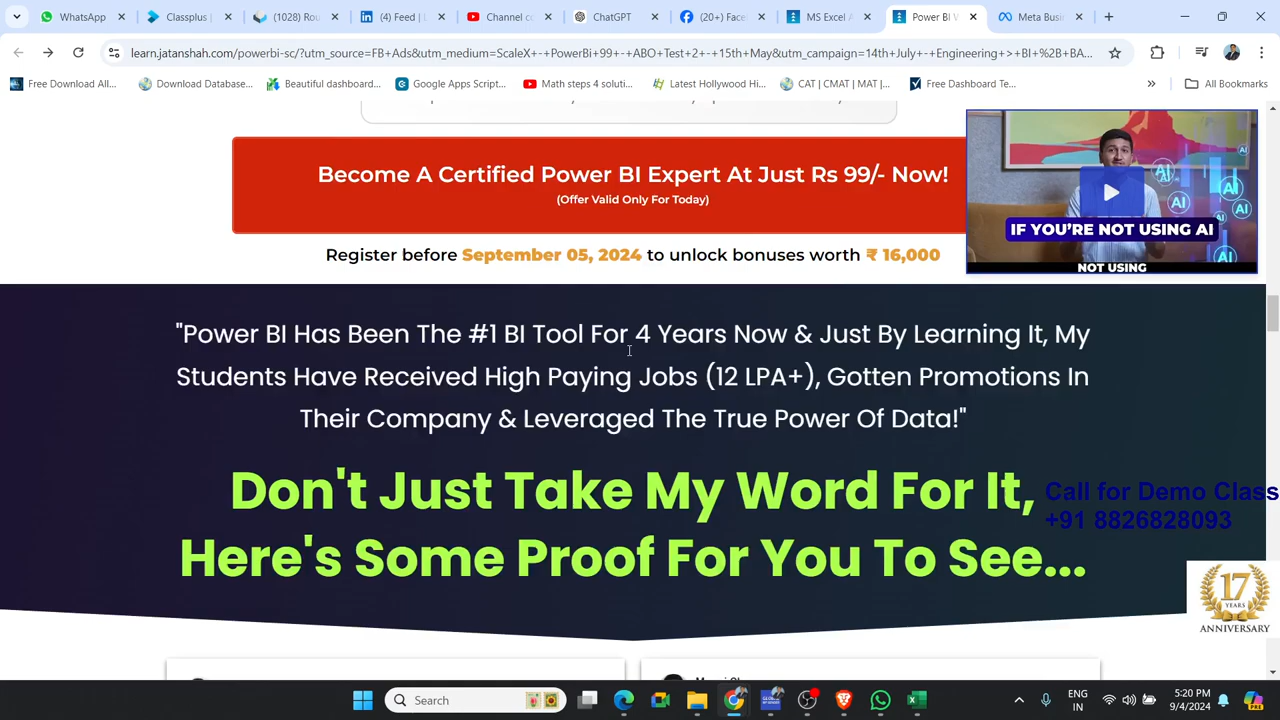 WhatsApp
Classplus
(1028) Rou
(4) Feed | L
Channel co
ChatGPT
(20+) Face
MS Excel A
Power BI W
Meta Busi
learn.jatanshah.com/powerbi-sc/?utm_source=FB+Ads&utm_medium=ScaleX+-+PowerBi+99+-+ABO+Test+2+-+15th+May&utm_campaign=14th+July+-+Engineering+>+BI+%2B+BA...
Free Download All...
Download Database...
Beautiful dashboard...
Google Apps Script...
Math steps 4 soluti...
Latest Hollywood Hi...
CAT | CMAT | MAT |...
Free Dashboard Te...
All Bookmarks
Become A Certified Power BI Expert At Just Rs 99/- Now!
(Offer Valid Only For Today)
Register before September 05, 2024 to unlock bonuses worth ₹ 16,000
AI
AI
AI
AI
AI
IF YOU'RE NOT USING AI
NOT USING
"Power BI Has Been The #1 BI Tool For 4 Years Now & Just By Learning It, My
Students Have Received High Paying Jobs (12 LPA+), Gotten Promotions In
Their Company & Leveraged The True Power Of Data!"
Don't Just Take My Word For It,
Here's Some Proof For You To See...
Call for Demo Class
+91 8826828093
17
YEARS
ANNIVERSARY
Search
ENG
IN
5:20 PM
9/4/2024